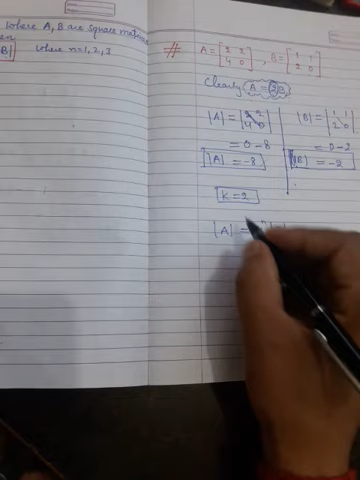 Where A, B are Square
B| where n=1, 2, 3
A = [2 2 4 0], B = [1 1 2 0]
Clearly A = 2B
|A| = |2 2 4 0| |B| = |1 1 2 0|
= 0-8 = 0-2
|A| = -8 |B| = -2
K=2
|A| =